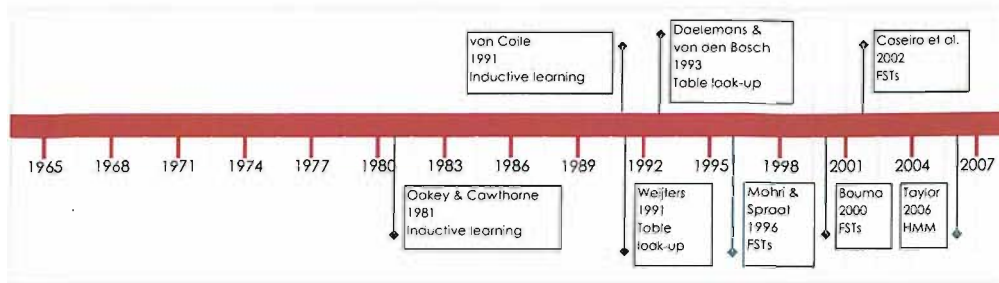 van Coile
1991
Inductive learning
Daelemans &
van den Bosch
1993
Table look-up
Caseiro et al.
2002
FSTs
1965 1968 1971 1974 1977 1980 1983 1986 1989 1992 1995 1998 2001 2004 2007
Oakey & Cawthorne
1981
Inductive learning
Weijters
1991
Table
look-up
Mohri &
Sproat
1996
FSTs
Bouma
2000
FSTs
Taylor
2006
HMM